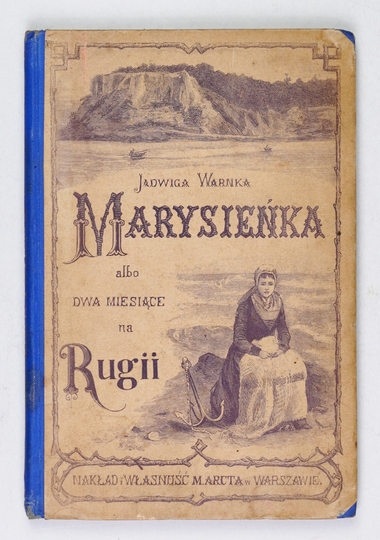 JADWIGA WARNKA
MARYSIEŃKA
albo
DWA MIESIĄCE
na
Rugii
NAKŁAD i WŁASNOŚĆ M. ARCTA w WARSZAWIE.